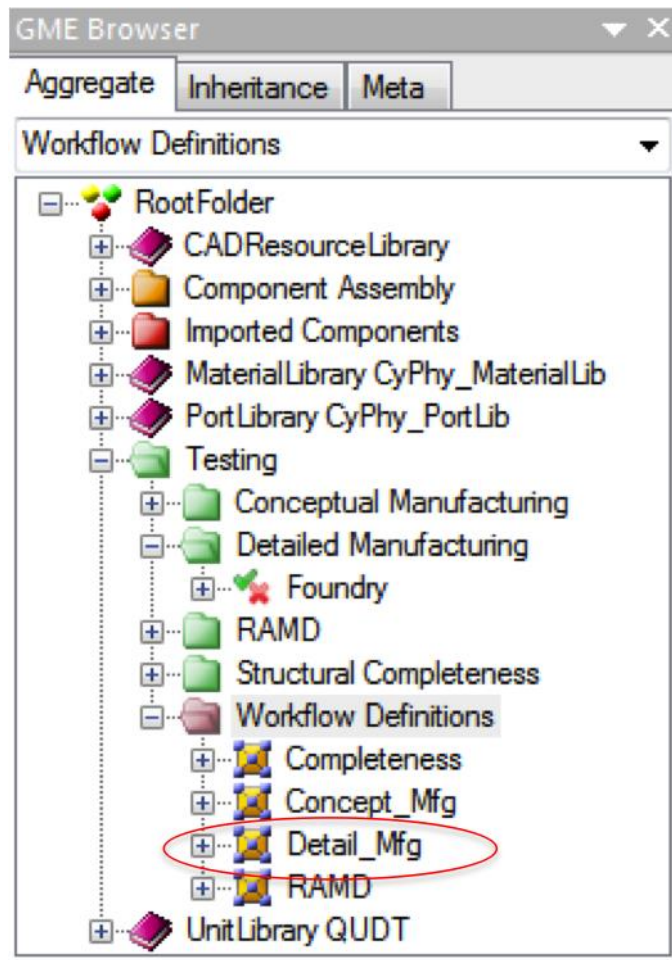 GME Browser
Aggregate Inheritance Meta
Workflow Definitions
RootFolder
CADResourceLibrary
Component Assembly
Imported Components
MaterialLibrary CyPhy_MaterialLib
PortLibrary CyPhy_PortLib
Testing
Conceptual Manufacturing
Detailed Manufacturing
Foundry
RAMD
Structural Completeness
Workflow Definitions
Completeness
Concept_Mfg
Detail_Mfg
RAMD
UnitLibrary QUDT